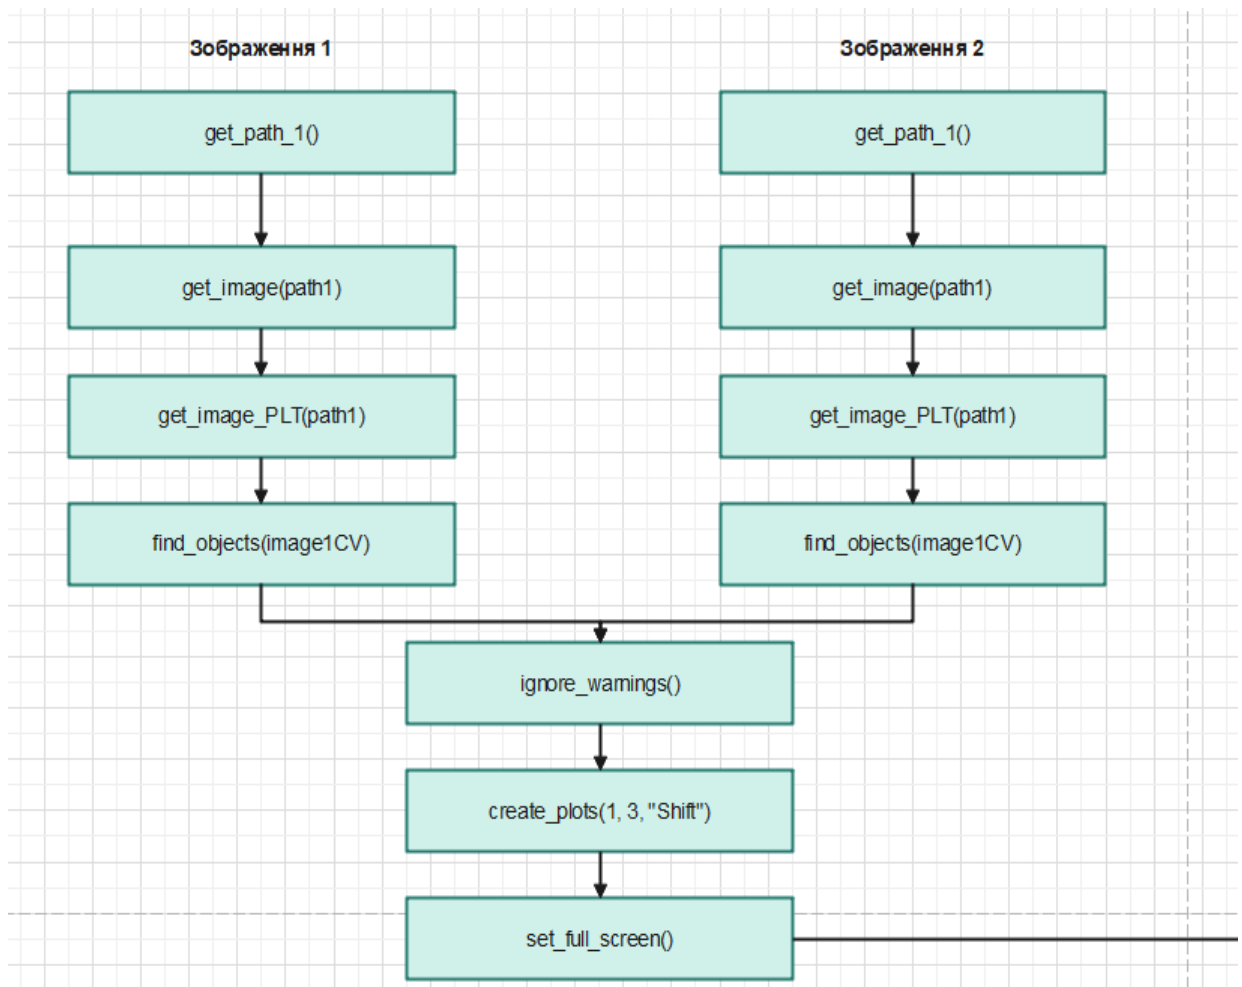 Зображення 1
Зображення 2
get_path_1()
get_path_1()
get_image(path1)
get_image(path1)
get_image_PLT(path1)
get_image_PLT(path1)
find_objects(image1CV)
find_objects(image1CV)
ignore_warnings()
create_plots(1, 3, "Shift")
set_full_screen()